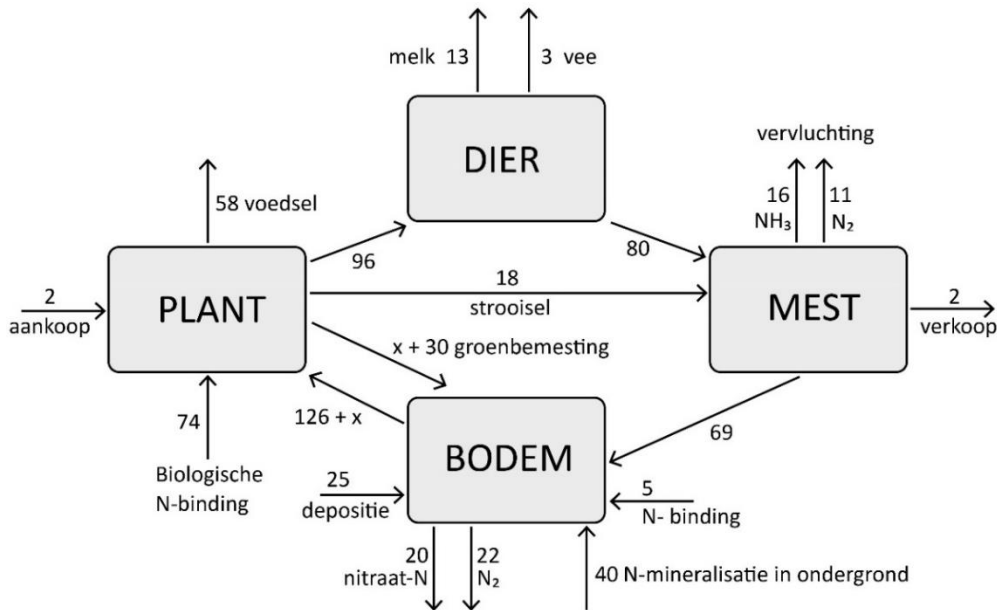 melk 13
3 vee
DIER
vervluchting
16
NH₃
11
N₂
58 voedsel
96
80
2
aankoop
PLANT
18
strooisel
MEST
2
verkoop
x + 30 groenbemesting
126 + x
69
74
Biologische
N-binding
BODEM
25
depositie
5
N- binding
20
nitraat-N
22
N₂
40 N-mineralisatie in ondergrond